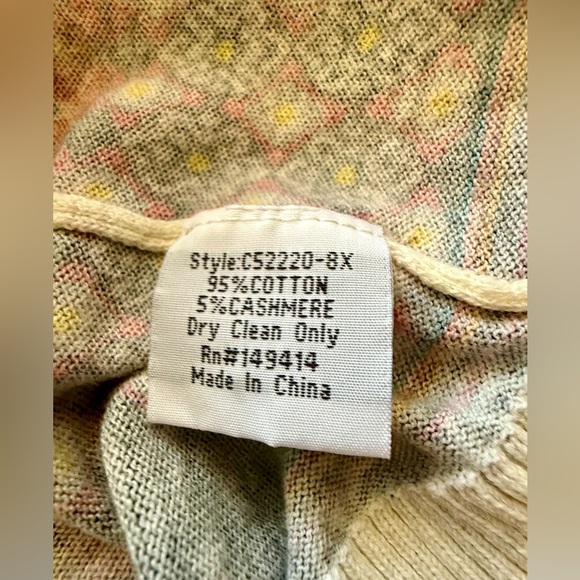 Style:C52220-8X
95%COTTON
5%CASHMERE
Dry Clean Only
Rn#149414
Made In China